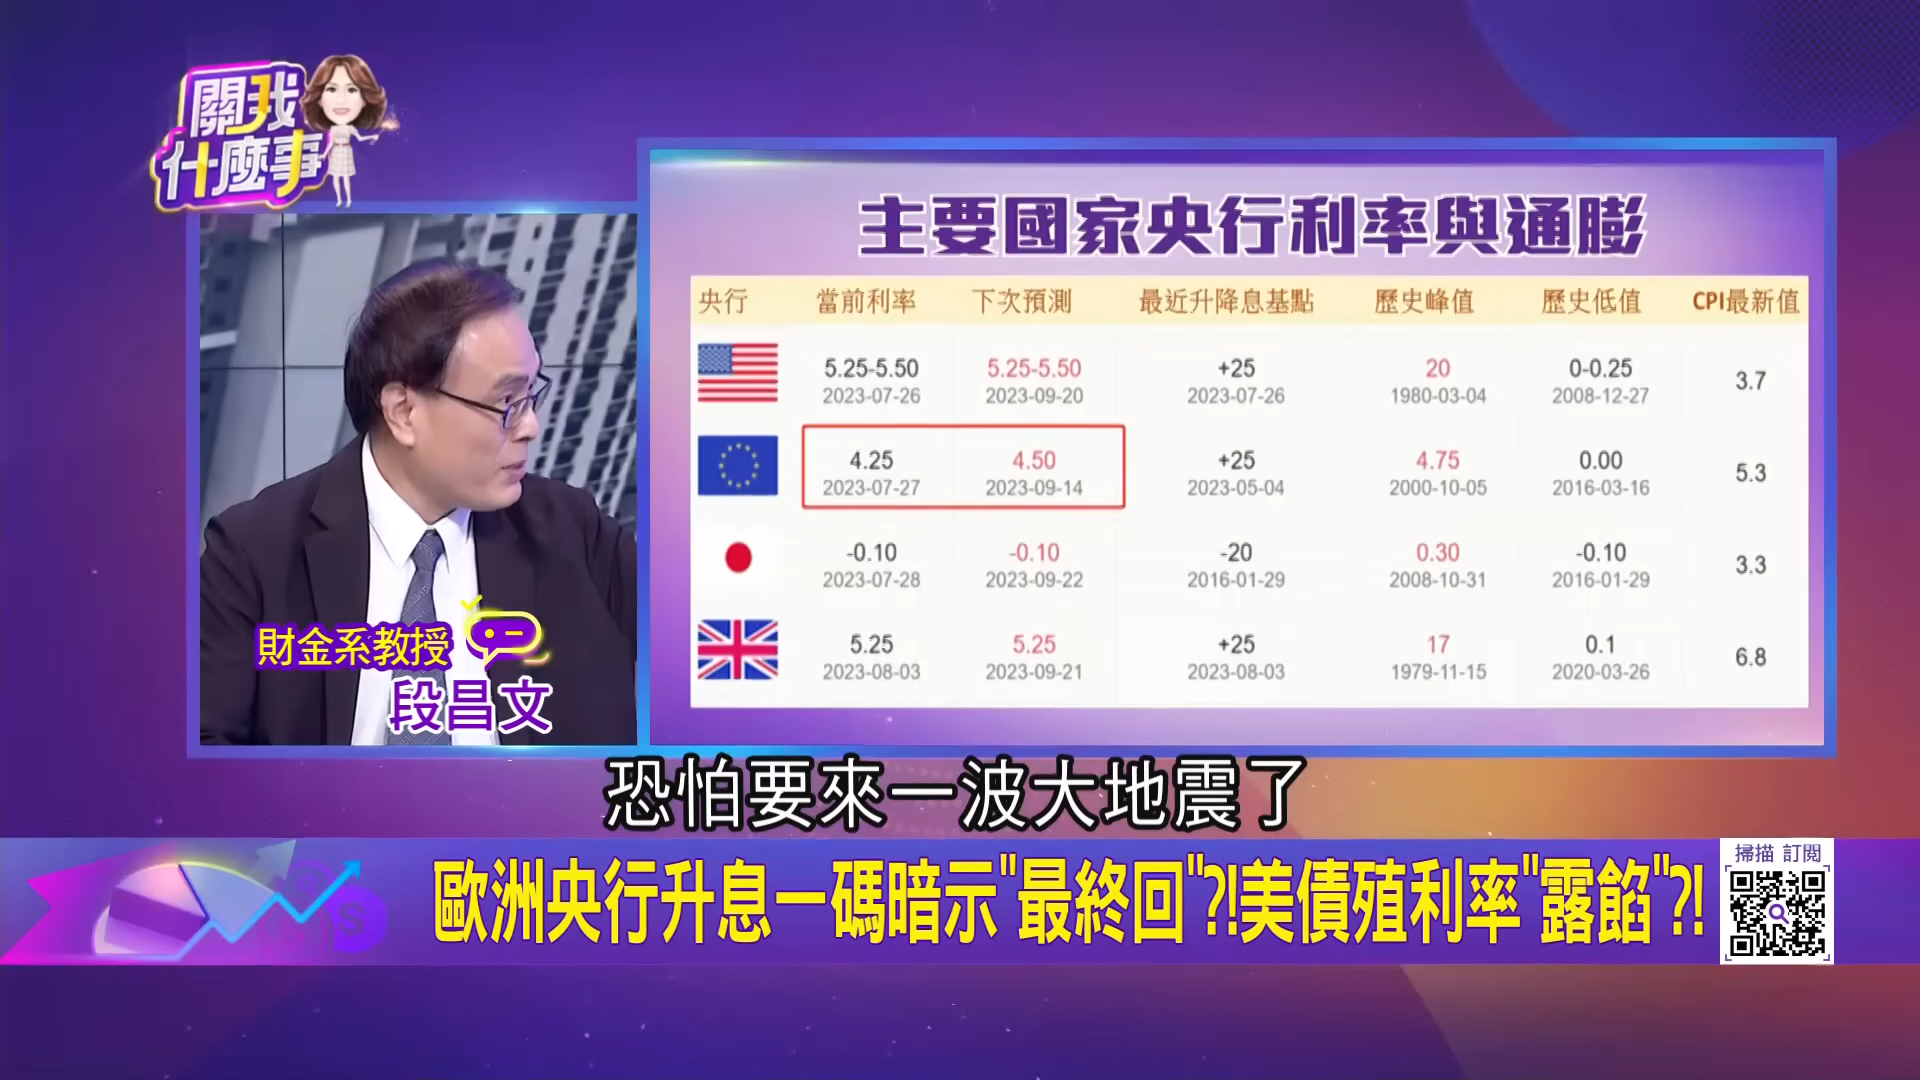 關我
什麼事
主要國家央行利率與通膨
央行 當前利率 下次預測 最近升降息基點 歷史峰值 歷史低值 CPI最新值
5.25-5.50 5.25-5.50 +25 20 0-0.25 3.7
2023-07-26 2023-09-20 2023-07-26 1980-03-04 2008-12-27
4.25 4.50 +25 4.75 0.00 5.3
2023-07-27 2023-09-14 2023-05-04 2000-10-05 2016-03-16
-0.10 -0.10 -20 0.30 -0.10 3.3
2023-07-28 2023-09-22 2016-01-29 2008-10-31 2016-01-29
5.25 5.25 +25 17 0.1 6.8
2023-08-03 2023-09-21 2023-08-03 1979-11-15 2020-03-26
財金系教授
段昌文
恐怕要來一波大地震了
歐洲央行升息一碼暗示"最終回"?!美債殖利率"露餡"?!
掃描 訂閱